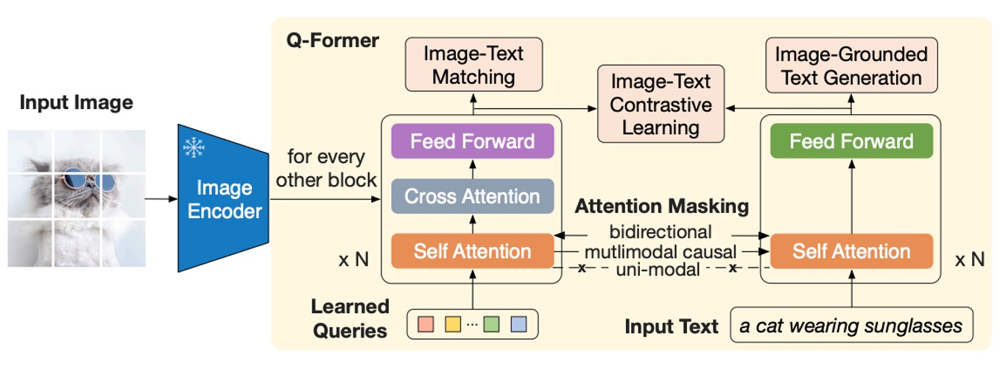 Q-Former
Image-Text
Matching
Image-Text
Contrastive
Learning
Image-Grounded
Text Generation
Input Image
Image
Encoder
for every
other block
Feed Forward
Cross Attention
Self Attention
x N
Attention Masking
bidirectional
mutlimodal causal
x uni-modal x
Feed Forward
Self Attention
x N
Learned
Queries
...
Input Text
a cat wearing sunglasses